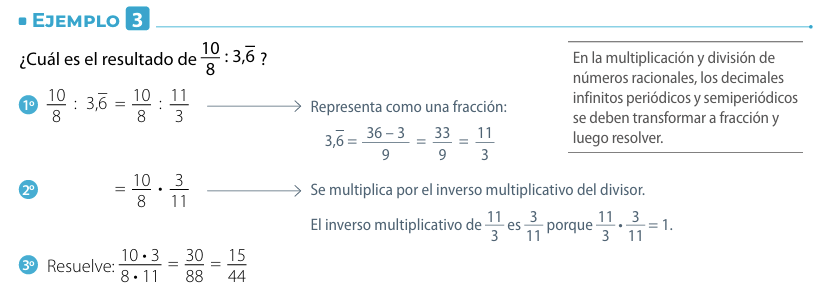 EJEMPLO 3
¿Cuál es el resultado de 10/8 : 3,6̅ ?
En la multiplicación y división de
números racionales, los decimales
infinitos periódicos y semiperiódicos
se deben transformar a fracción y
luego resolver.
1º 10/8 : 3,6̅ = 10/8 : 11/3
Representa como una fracción:
3,6̅ = 36 – 3/9 = 33/9 = 11/3
2º = 10/8 • 3/11
Se multiplica por el inverso multiplicativo del divisor.
El inverso multiplicativo de 11/3 es 3/11 porque 11/3 • 3/11 = 1.
3º Resuelve: 10 • 3/8 • 11 = 30/88 = 15/44